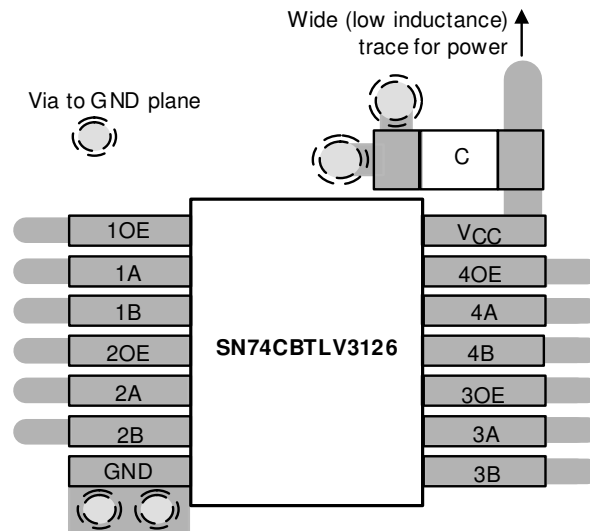 Wide (low inductance)
trace for power
Via to GND plane
C
1OE
1A
1B
2OE
2A
2B
GND
SN74CBTLV3126
VCC
4OE
4A
4B
3OE
3A
3B